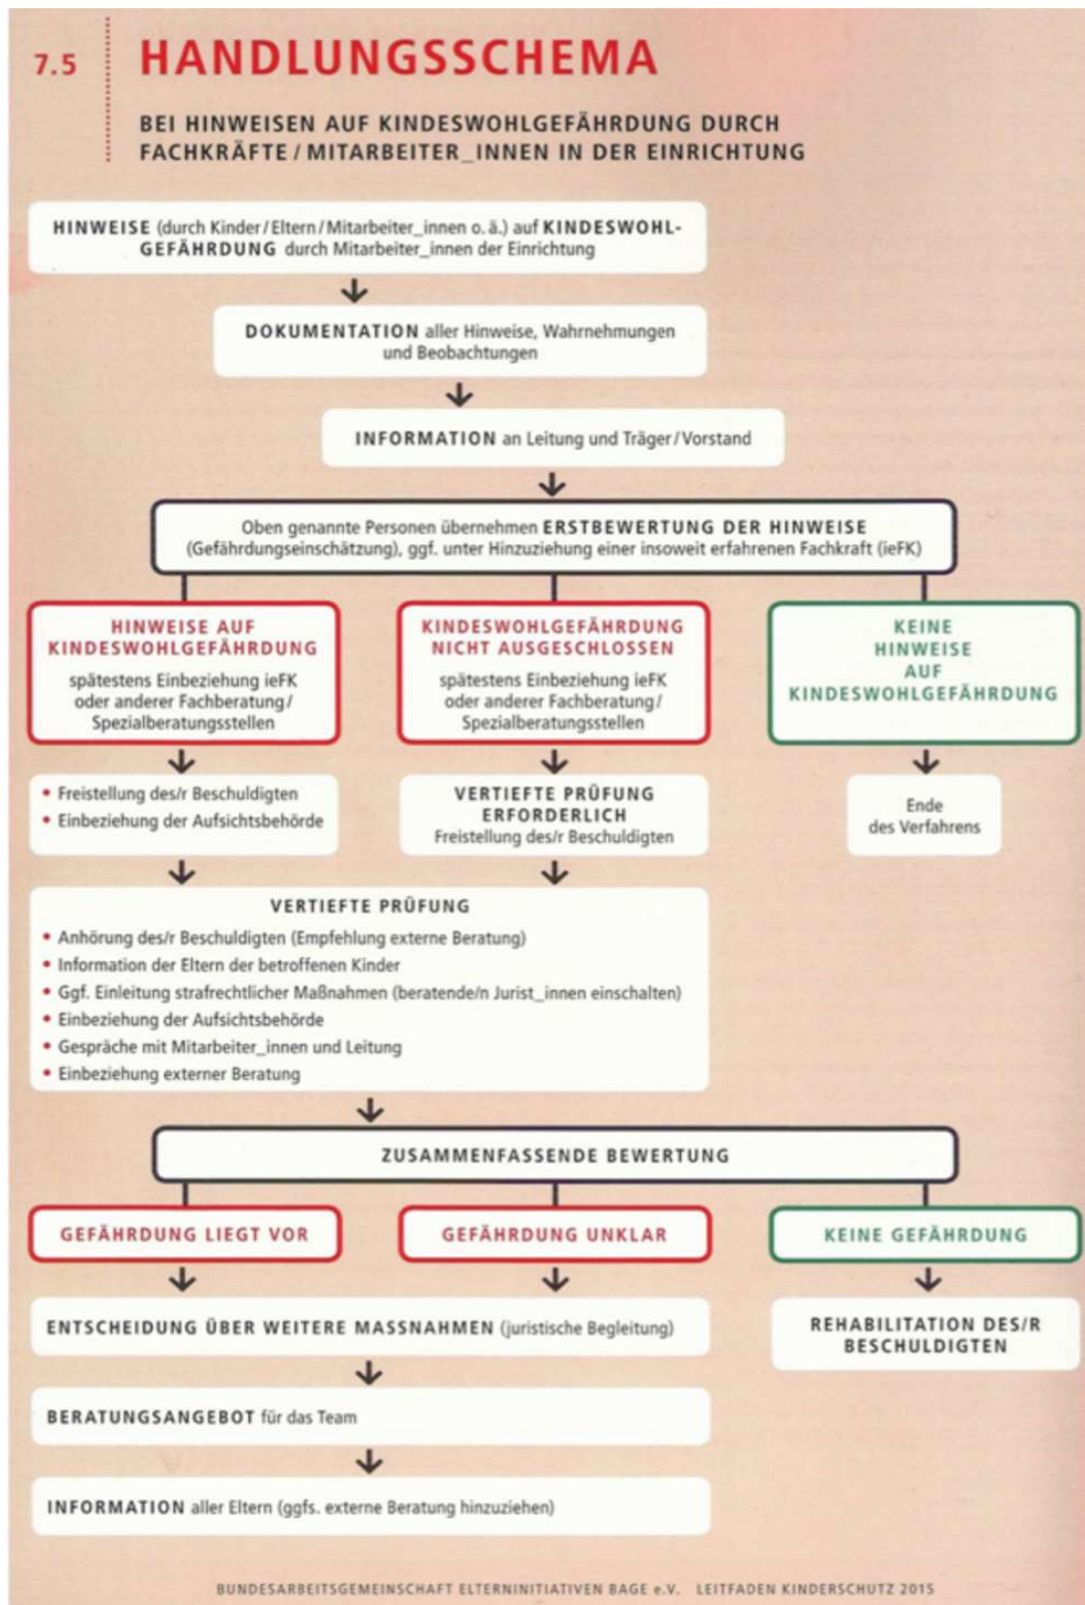 7.5
HANDLUNGSSCHEMA
BEI HINWEISEN AUF KINDESWOHLGEFÄHRDUNG DURCH
FACHKRÄFTE / MITARBEITER_INNEN IN DER EINRICHTUNG
HINWEISE (durch Kinder/Eltern/Mitarbeiter_innen o. ä.) auf KINDESWOHL-
GEFÄHRDUNG durch Mitarbeiter_innen der Einrichtung
DOKUMENTATION aller Hinweise, Wahrnehmungen
und Beobachtungen
INFORMATION an Leitung und Träger/Vorstand
Oben genannte Personen übernehmen ERSTBEWERTUNG DER HINWEISE
(Gefährdungseinschätzung), ggf. unter Hinzuziehung einer insoweit erfahrenen Fachkraft (ieFK)
HINWEISE AUF
KINDESWOHLGEFÄHRDUNG
spätestens Einbeziehung ieFK
oder anderer Fachberatung/
Spezialberatungsstellen
KINDESWOHLGEFÄHRDUNG
NICHT AUSGESCHLOSSEN
spätestens Einbeziehung ieFK
oder anderer Fachberatung/
Spezialberatungsstellen
KEINE
HINWEISE
AUF
KINDESWOHLGEFÄHRDUNG
• Freistellung des/r Beschuldigten
• Einbeziehung der Aufsichtsbehörde
VERTIEFTE PRÜFUNG
ERFORDERLICH
Freistellung des/r Beschuldigten
Ende
des Verfahrens
VERTIEFTE PRÜFUNG
• Anhörung des/r Beschuldigten (Empfehlung externe Beratung)
• Information der Eltern der betroffenen Kinder
• Ggf. Einleitung strafrechtlicher Maßnahmen (beratende/n Jurist_innen einschalten)
• Einbeziehung der Aufsichtsbehörde
• Gespräche mit Mitarbeiter_innen und Leitung
• Einbeziehung externer Beratung
ZUSAMMENFASSENDE BEWERTUNG
GEFÄHRDUNG LIEGT VOR
GEFÄHRDUNG UNKLAR
KEINE GEFÄHRDUNG
ENTSCHEIDUNG ÜBER WEITERE MASSNAHMEN (juristische Begleitung)
REHABILITATION DES/R
BESCHULDIGTEN
BERATUNGSANGEBOT für das Team
INFORMATION aller Eltern (ggfs. externe Beratung hinzuziehen)
BUNDESARBEITSGEMEINSCHAFT ELTERNINITIATIVEN BAGE e.V. LEITFADEN KINDERSCHUTZ 2015